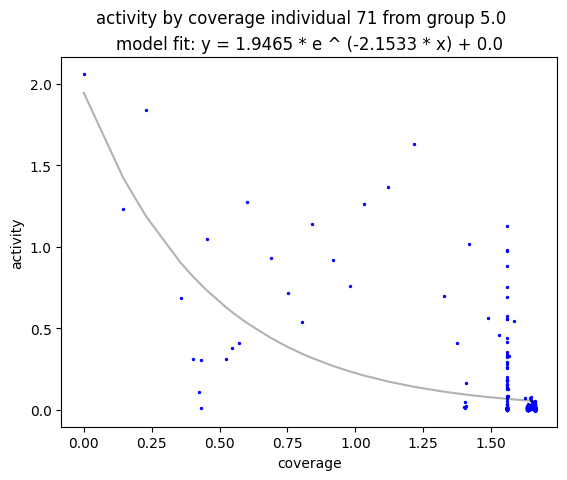 activity by coverage individual 71 from group 5.0
model fit: y = 1.9465 * e ^ (-2.1533 * x) + 0.0
2.0
1.5
1.0
0.5
0.0
activity
0.00 0.25 0.50 0.75 1.00 1.25 1.50
coverage